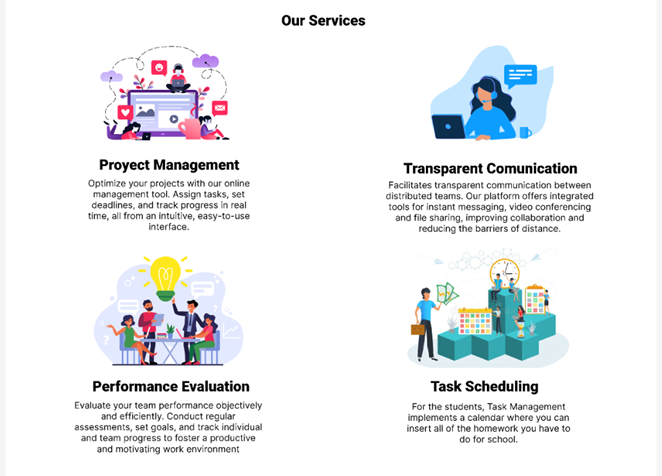 Our Services
Proyect Management
Optimize your projects with our online
management tool. Assign tasks, set
deadlines, and track progress in real
time, all from an intuitive, easy-to-use
interface.
Transparent Comunication
Facilitates transparent communication between
distributed teams. Our platform offers integrated
tools for instant messaging, video conferencing
and file sharing, improving collaboration and
reducing the barriers of distance.
Performance Evaluation
Evaluate your team performance objectively
and efficiently. Conduct regular
assessments, set goals, and track individual
and team progress to foster a productive
and motivating work environment
Task Scheduling
For the students, Task Management
implements a calendar where you can
insert all of the homework you have to
do for school.